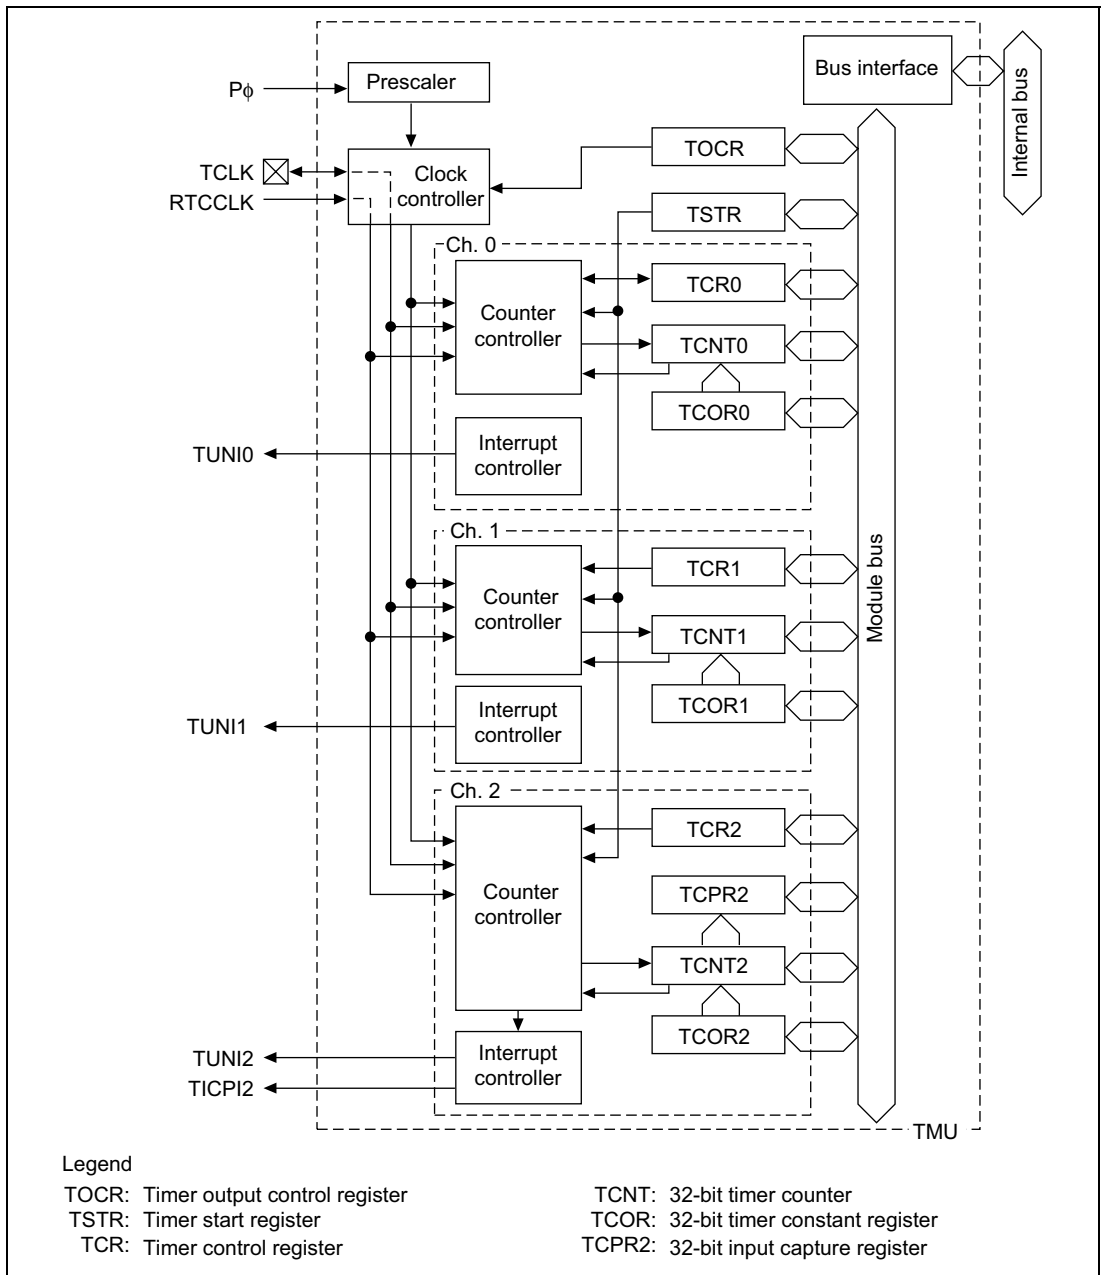 Pϕ
Prescaler
Bus interface
Internal bus
TCLK
RTCCLK
Clock
controller
TOCR
TSTR
Ch. 0
Counter
controller
TCR0
TCNT0
TCOR0
Interrupt
controller
TUNI0
Module bus
Ch. 1
Counter
controller
TCR1
TCNT1
TCOR1
Interrupt
controller
TUNI1
Ch. 2
Counter
controller
TCR2
TCPR2
TCNT2
TCOR2
Interrupt
controller
TUNI2
TICPI2
TMU
Legend
TOCR: Timer output control register
TSTR: Timer start register
TCR: Timer control register
TCNT: 32-bit timer counter
TCOR: 32-bit timer constant register
TCPR2: 32-bit input capture register